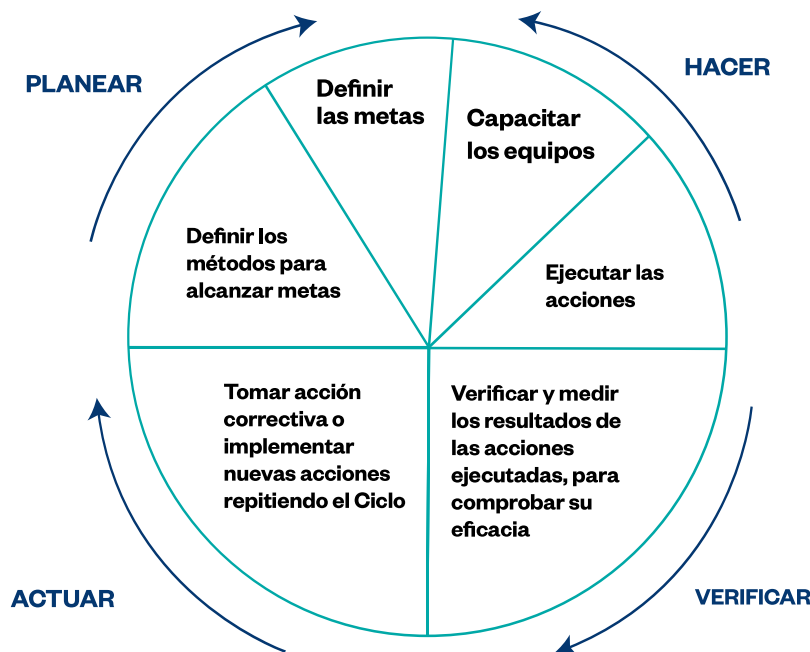 PLANEAR
HACER
Definir
las metas
Capacitar
los equipos
Definir los
métodos para
alcanzar metas
Ejecutar las
acciones
Tomar acción
correctiva o
implementar
nuevas acciones
repitiendo el Ciclo
Verificar y medir
los resultados de
las acciones
ejecutadas, para
comprobar su
eficacia
ACTUAR
VERIFICAR